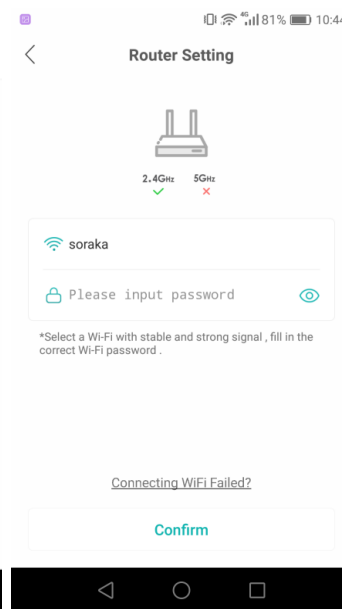 4G 81% 10:44
Router Setting
2.4GHz 5GHz
soraka
Please input password
*Select a Wi-Fi with stable and strong signal , fill in the
correct Wi-Fi password .
Connecting WiFi Failed?
Confirm